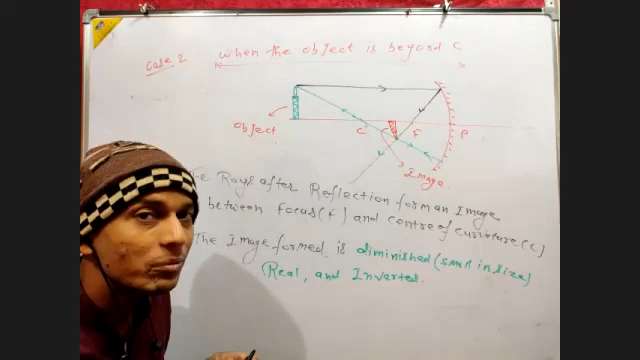 Case 2
when the object is beyond C
Object
C
F
P
Image
Rays after Reflection form an Image
between focus(f) and centre of curvature (C)
The Image formed is diminished (small in size)
Real, and Inverted.